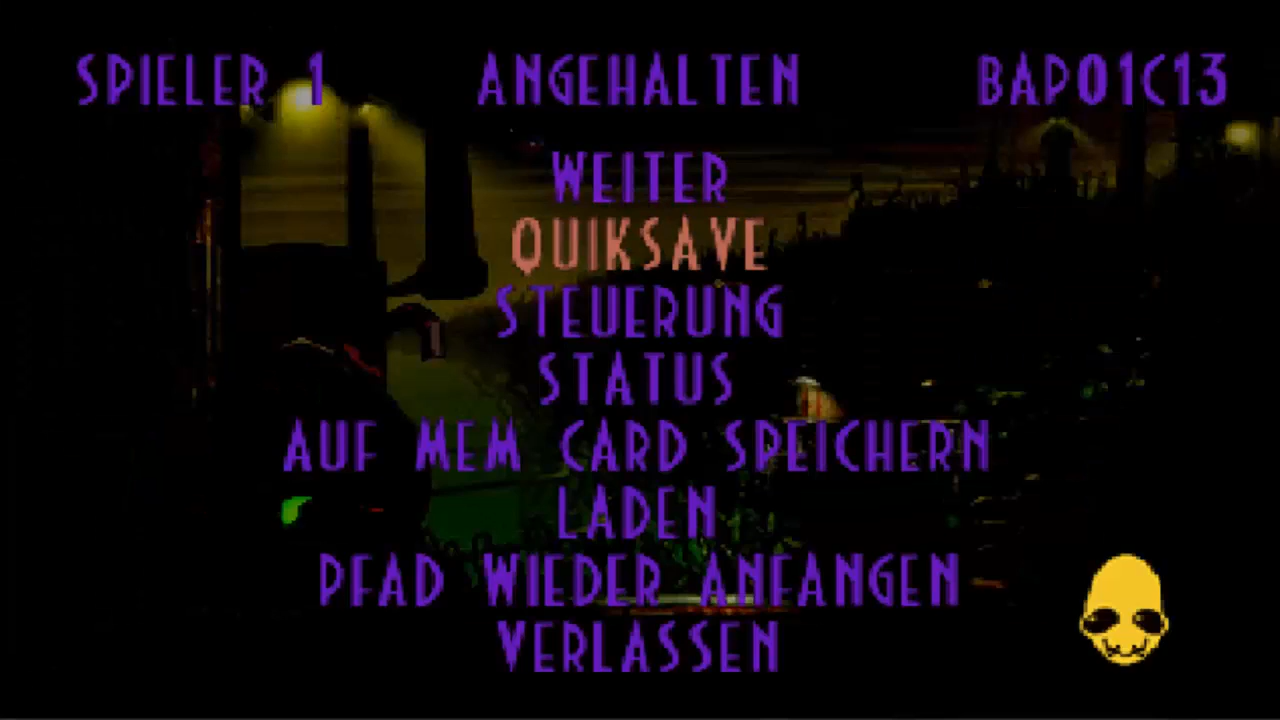 SPIELER 1 ANGEHALTEN BAP01C13
WEITER
QUIKSAVE
STEUERUNG
STATUS
AUF MEM CARD SPEICHERN
LADEN
PFAD WIEDER ANFANGEN
VERLASSEN